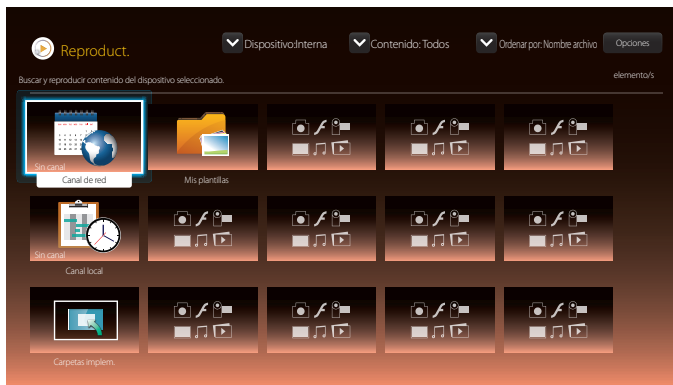 Reproduct.
Dispositivo:Interna
Contenido: Todos
Ordenar por: Nombre archivo
Opciones
Buscar y reproducir contenido del dispositivo seleccionado.
elemento/s
Sin canal
Canal de red
Mis plantillas
Sin canal
Canal local
Carpetas implem.